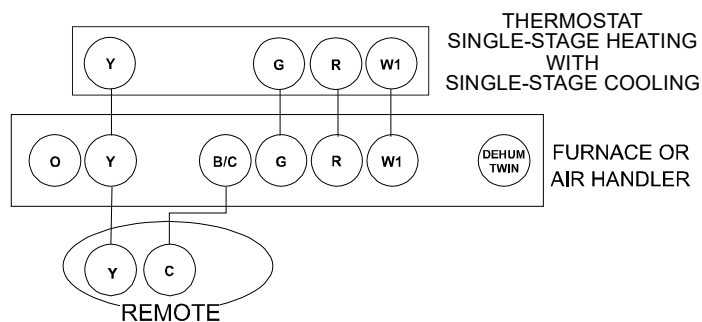 THERMOSTAT
SINGLE-STAGE HEATING
WITH
SINGLE-STAGE COOLING
Y G R W1
O Y B/C G R W1 DEHUM TWIN
FURNACE OR
AIR HANDLER
Y C
REMOTE